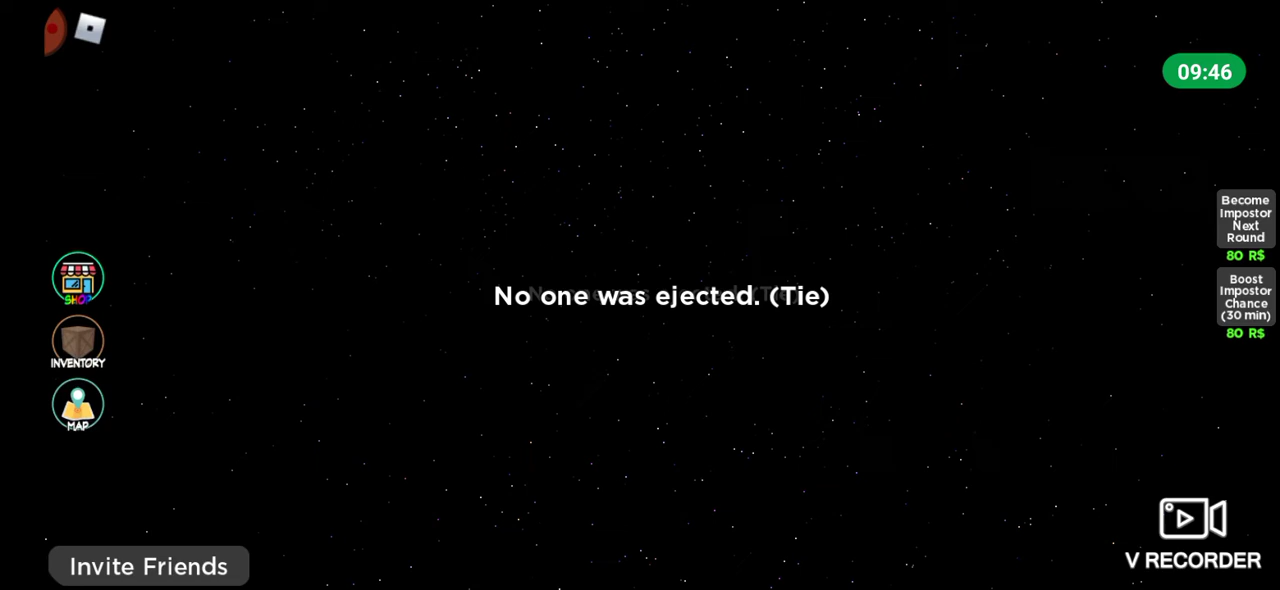 09:46
Become
Impostor
Next
Round
80 R$
Boost
Impostor
Chance
(30 min)
80 R$
No one was ejected. (Tie)
SHOP
INVENTORY
MAP
Invite Friends
V RECORDER